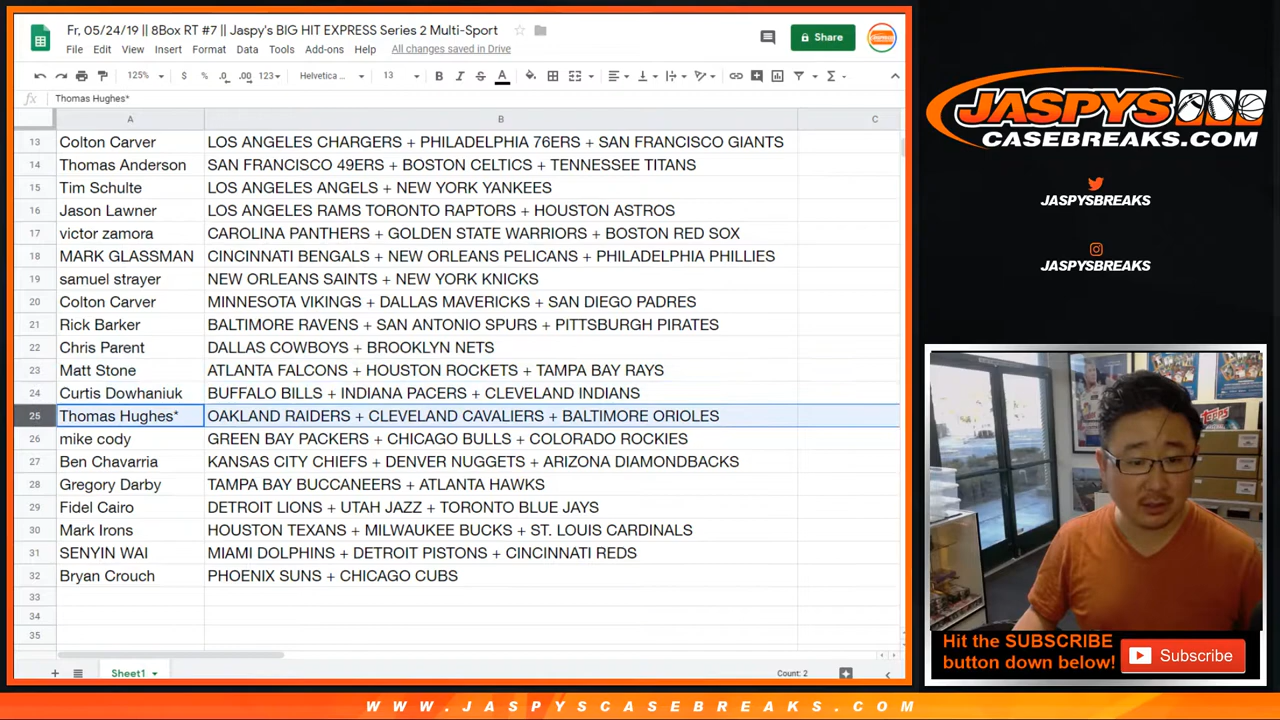 Fr, 05/24/19 || 8Box RT #7 || Jaspy's BIG HIT EXPRESS Series 2 Multi-Sport
File Edit View Insert Format Data Tools Add-ons Help All changes saved in Drive
Share
125% $ % .0 .00 123 Helvetica ... 13 B I S A
fx Thomas Hughes*
A B C
13 Colton Carver LOS ANGELES CHARGERS + PHILADELPHIA 76ERS + SAN FRANCISCO GIANTS
14 Thomas Anderson SAN FRANCISCO 49ERS + BOSTON CELTICS + TENNESSEE TITANS
15 Tim Schulte LOS ANGELES ANGELS + NEW YORK YANKEES
16 Jason Lawner LOS ANGELES RAMS TORONTO RAPTORS + HOUSTON ASTROS
17 victor zamora CAROLINA PANTHERS + GOLDEN STATE WARRIORS + BOSTON RED SOX
18 MARK GLASSMAN CINCINNATI BENGALS + NEW ORLEANS PELICANS + PHILADELPHIA PHILLIES
19 samuel strayer NEW ORLEANS SAINTS + NEW YORK KNICKS
20 Colton Carver MINNESOTA VIKINGS + DALLAS MAVERICKS + SAN DIEGO PADRES
21 Rick Barker BALTIMORE RAVENS + SAN ANTONIO SPURS + PITTSBURGH PIRATES
22 Chris Parent DALLAS COWBOYS + BROOKLYN NETS
23 Matt Stone ATLANTA FALCONS + HOUSTON ROCKETS + TAMPA BAY RAYS
24 Curtis Dowhaniuk BUFFALO BILLS + INDIANA PACERS + CLEVELAND INDIANS
25 Thomas Hughes* OAKLAND RAIDERS + CLEVELAND CAVALIERS + BALTIMORE ORIOLES
26 mike cody GREEN BAY PACKERS + CHICAGO BULLS + COLORADO ROCKIES
27 Ben Chavarria KANSAS CITY CHIEFS + DENVER NUGGETS + ARIZONA DIAMONDBACKS
28 Gregory Darby TAMPA BAY BUCCANEERS + ATLANTA HAWKS
29 Fidel Cairo DETROIT LIONS + UTAH JAZZ + TORONTO BLUE JAYS
30 Mark Irons HOUSTON TEXANS + MILWAUKEE BUCKS + ST. LOUIS CARDINALS
31 SENYIN WAI MIAMI DOLPHINS + DETROIT PISTONS + CINCINNATI REDS
32 Bryan Crouch PHOENIX SUNS + CHICAGO CUBS
33
34
35
Sheet1 Count: 2
JASPYS
CASEBREAKS.COM
JASPYSBREAKS
JASPYSBREAKS
Topps
Hit the SUBSCRIBE
button down below!
Subscribe
WWW.JASPYSCASEBREAKS.COM